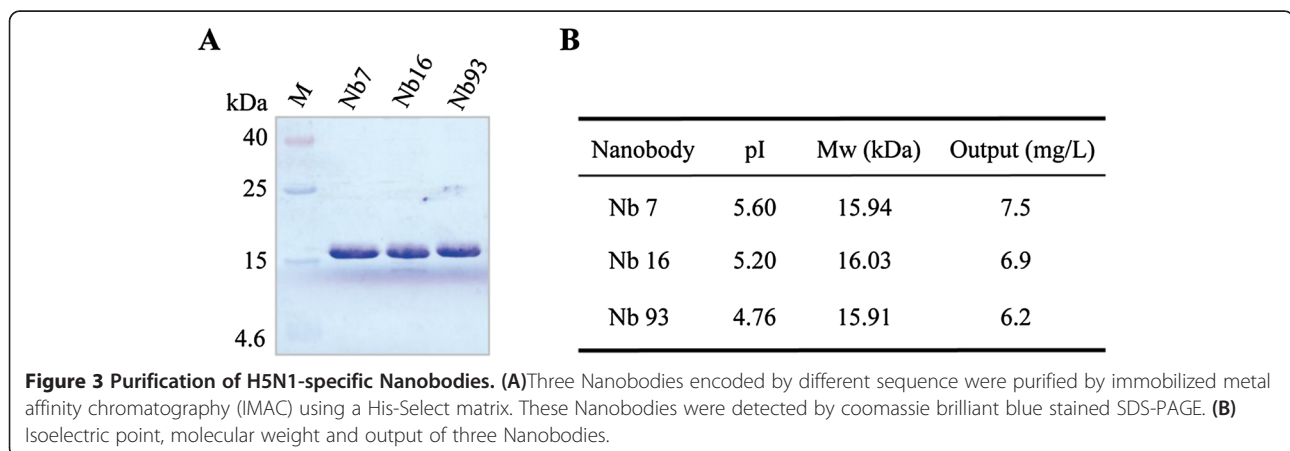 A
B
kDa M Nb7 Nb16 Nb93
40
25
15
4.6
Nanobody pI Mw (kDa) Output (mg/L)
Nb 7 5.60 15.94 7.5
Nb 16 5.20 16.03 6.9
Nb 93 4.76 15.91 6.2
Figure 3 Purification of H5N1-specific Nanobodies. (A)Three Nanobodies encoded by different sequence were purified by immobilized metal
affinity chromatography (IMAC) using a His-Select matrix. These Nanobodies were detected by coomassie brilliant blue stained SDS-PAGE. (B)
Isoelectric point, molecular weight and output of three Nanobodies.